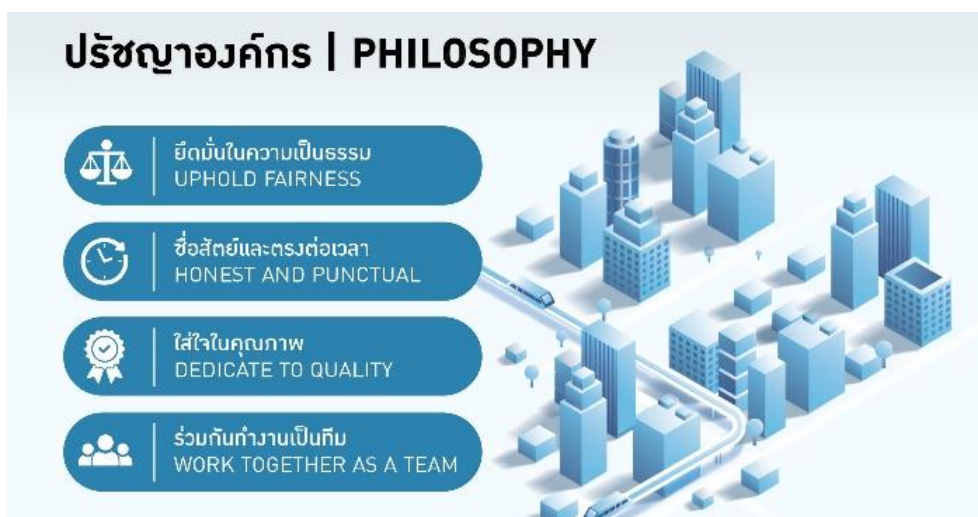 ปรัชญาองค์กร | PHILOSOPHY
ยึดมั่นในความเป็นธรรม
UPHOLD FAIRNESS
ซื่อสัตย์และตรงต่อเวลา
HONEST AND PUNCTUAL
ใส่ใจในคุณภาพ
DEDICATE TO QUALITY
ร่วมกันทำงานเป็นทีม
WORK TOGETHER AS A TEAM